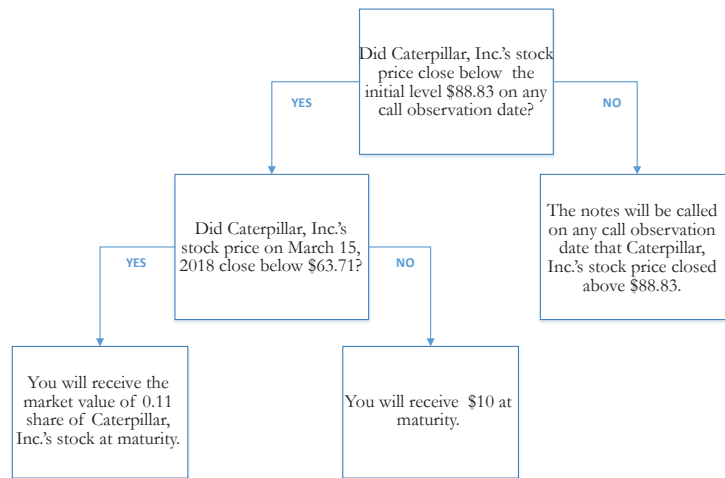 Did Caterpillar, Inc.'s stock
price close below the
initial level $88.83 on any
call observation date?
YES
NO
Did Caterpillar, Inc.'s
stock price on March 15,
2018 close below $63.71?
The notes will be called
on any call observation
date that Caterpillar,
Inc.'s stock price closed
above $88.83.
YES
NO
You will receive the
market value of 0.11
share of Caterpillar,
Inc.'s stock at maturity.
You will receive $10 at
maturity.